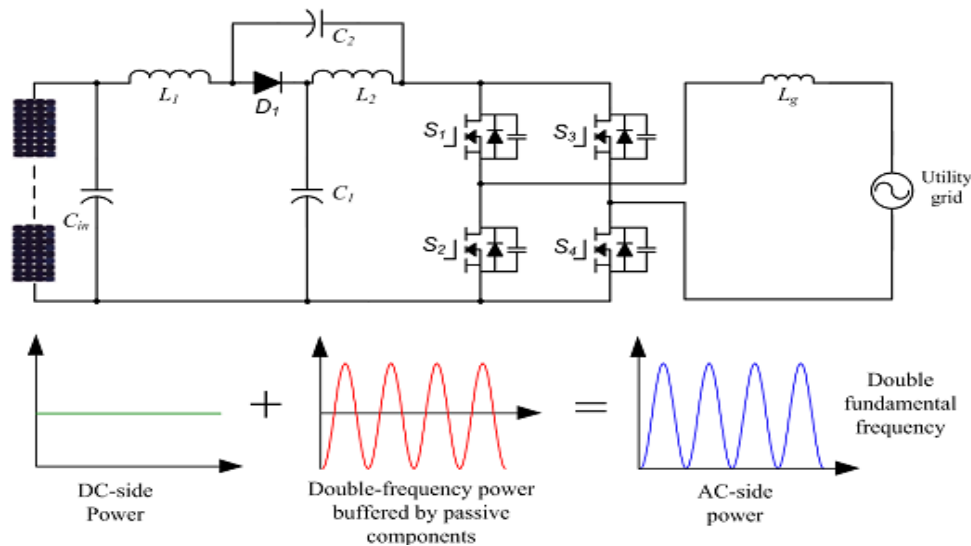 C2
L1
D1
L2
S1
S3
Lg
Cin
C1
Utility
grid
S2
S4
+
=
Double
fundamental
frequency
DC-side
Power
Double-frequency power
buffered by passive
components
AC-side
power